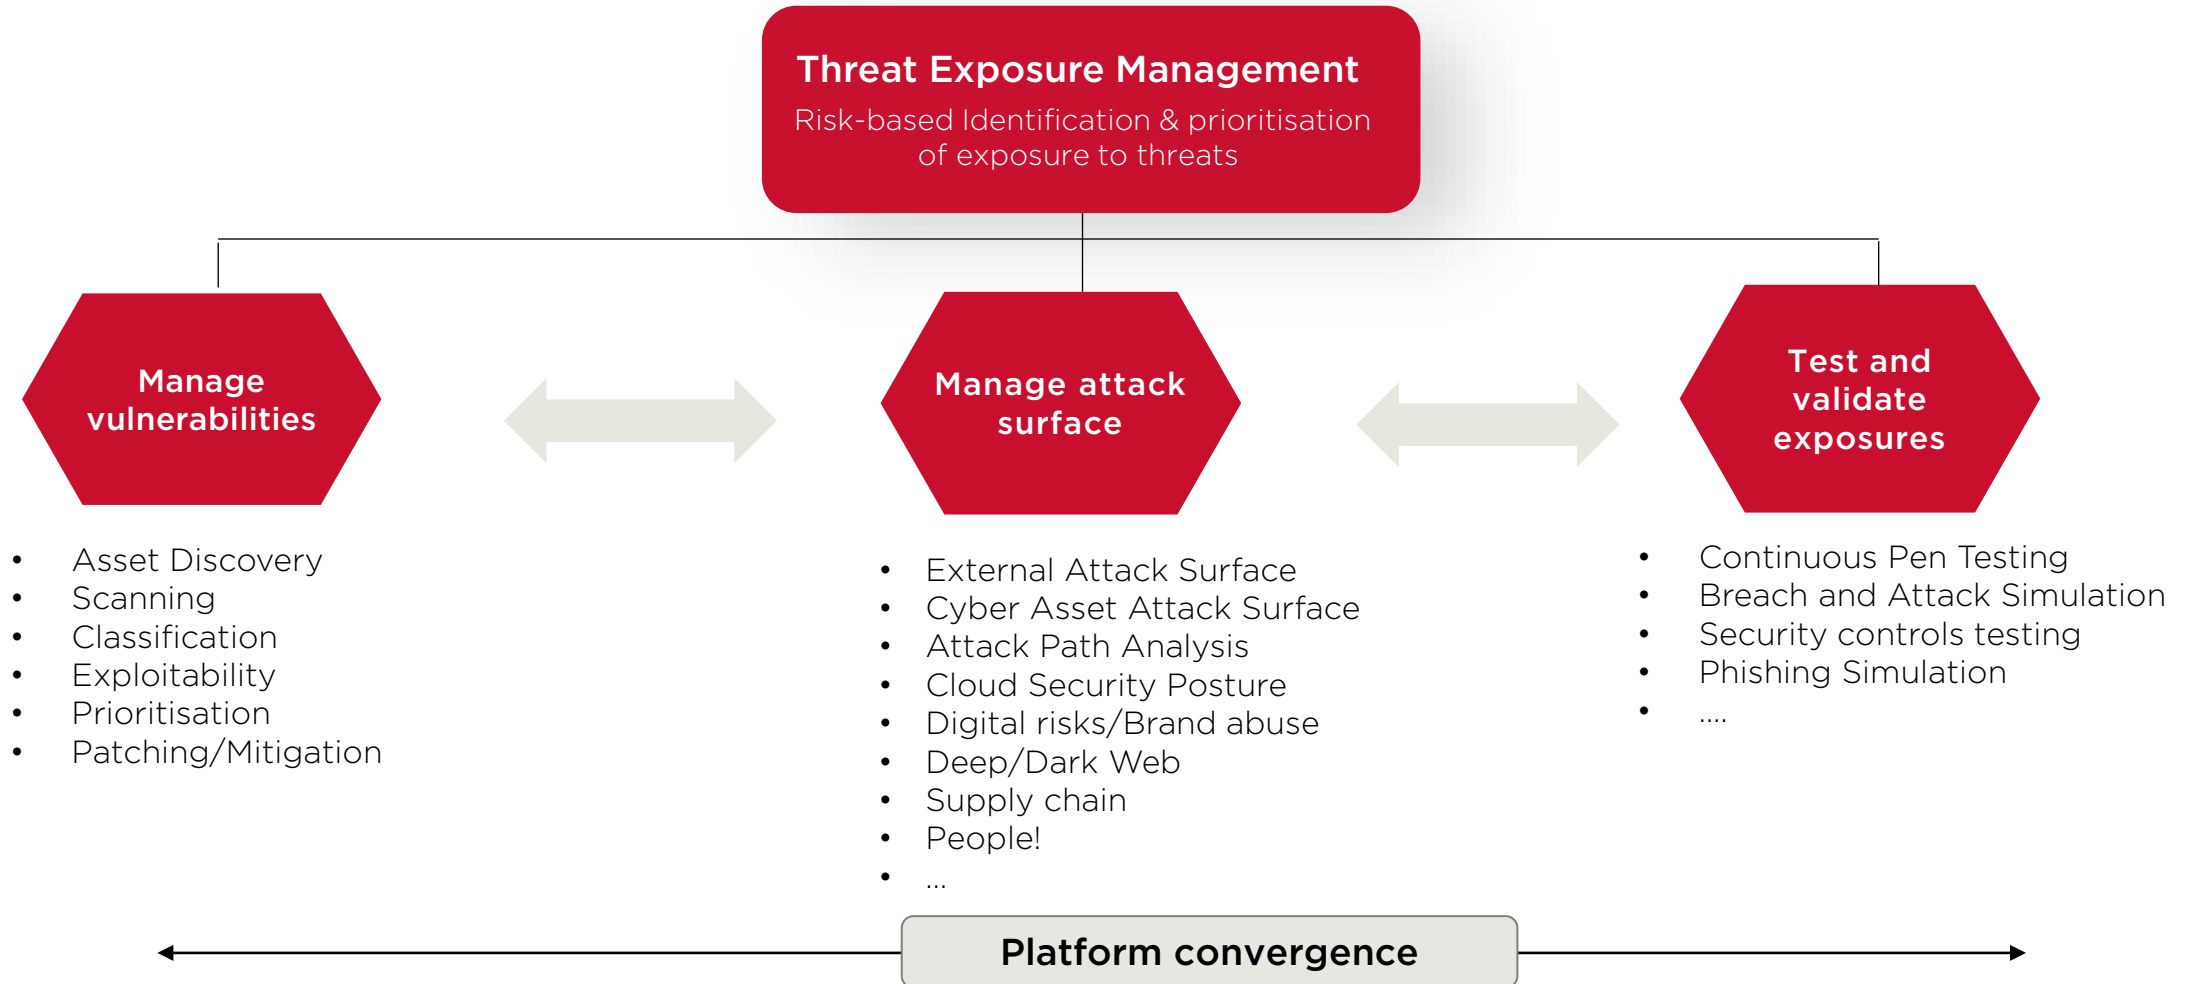 Threat Exposure Management
Risk-based Identification & prioritisation
of exposure to threats
Manage
vulnerabilities
• Asset Discovery
• Scanning
• Classification
• Exploitability
• Prioritisation
• Patching/Mitigation
Manage attack
surface
• External Attack Surface
• Cyber Asset Attack Surface
• Attack Path Analysis
• Cloud Security Posture
• Digital risks/Brand abuse
• Deep/Dark Web
• Supply chain
• People!
• ...
Test and
validate
exposures
• Continuous Pen Testing
• Breach and Attack Simulation
• Security controls testing
• Phishing Simulation
• ....
Platform convergence